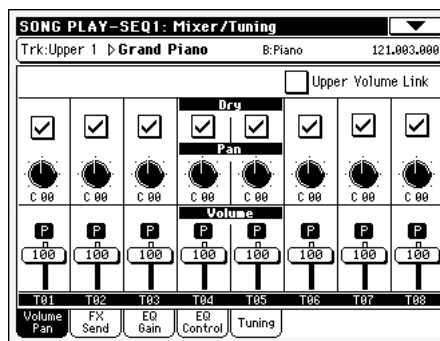 SONG PLAY-SEQ1: Mixer/Tuning
Trk:Upper 1 ▷Grand Piano B:Piano 121.003.000
Upper Volume Link
Dry
Pan
C 00 C 00 C 00 C 00 C 00 C 00 C 00 C 00
Volume
P P P P P P P P
100 100 100 100 100 100 100 100
T01 T02 T03 T04 T05 T06 T07 T08
Volume Pan FX Send EQ Gain EQ Control Tuning